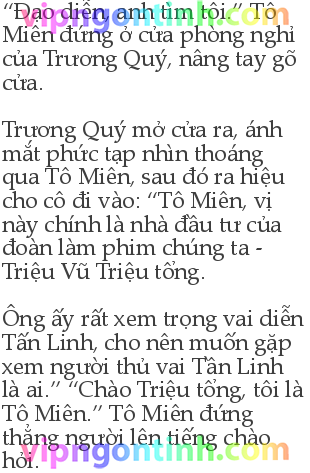 “Đạo diễn, anh tìm tôi.” Tô
Miên đứng ở cửa phòng nghỉ
của Trương Quý, nâng tay gõ
cửa.
Trương Quý mở cửa ra, ánh
mắt phức tạp nhìn thoáng
qua Tô Miên, sau đó ra hiệu
cho cô đi vào: “Tô Miên, vị
này chính là nhà đầu tư của
đoàn làm phim chúng ta -
Triệu Vũ Triệu tổng.
Ông ấy rất xem trọng vai diễn
Tấn Linh, cho nên muốn gặp
xem người thủ vai Tần Linh
là ai.” “Chào Triệu tổng, tôi là
Tô Miên.” Tô Miên đứng
thẳng người lên tiếng chào
hỏi.
vipngontinh.com
vipngontinh.com
vipngontinh.com